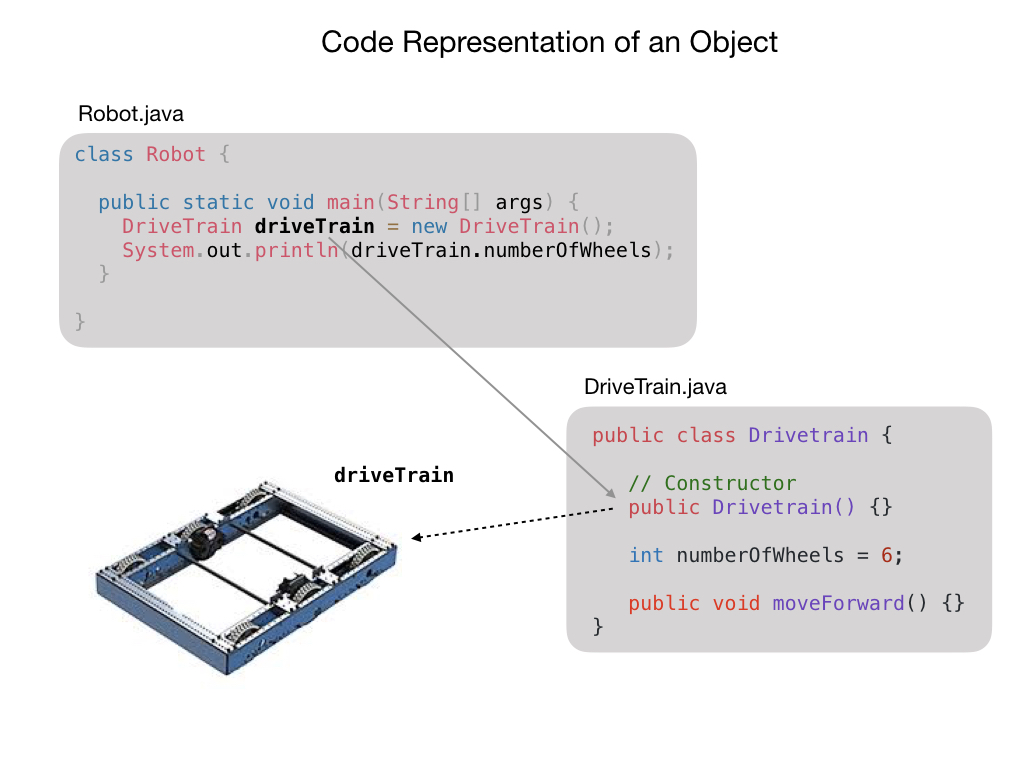 Code Representation of an Object
Robot.java
class Robot {
public static void main(String[] args) {
DriveTrain driveTrain = new DriveTrain();
System.out.println(driveTrain.numberOfWheels);
}
}
DriveTrain.java
public class Drivetrain {
// Constructor
public Drivetrain() {}
int numberOfWheels = 6;
public void moveForward() {}
}
driveTrain